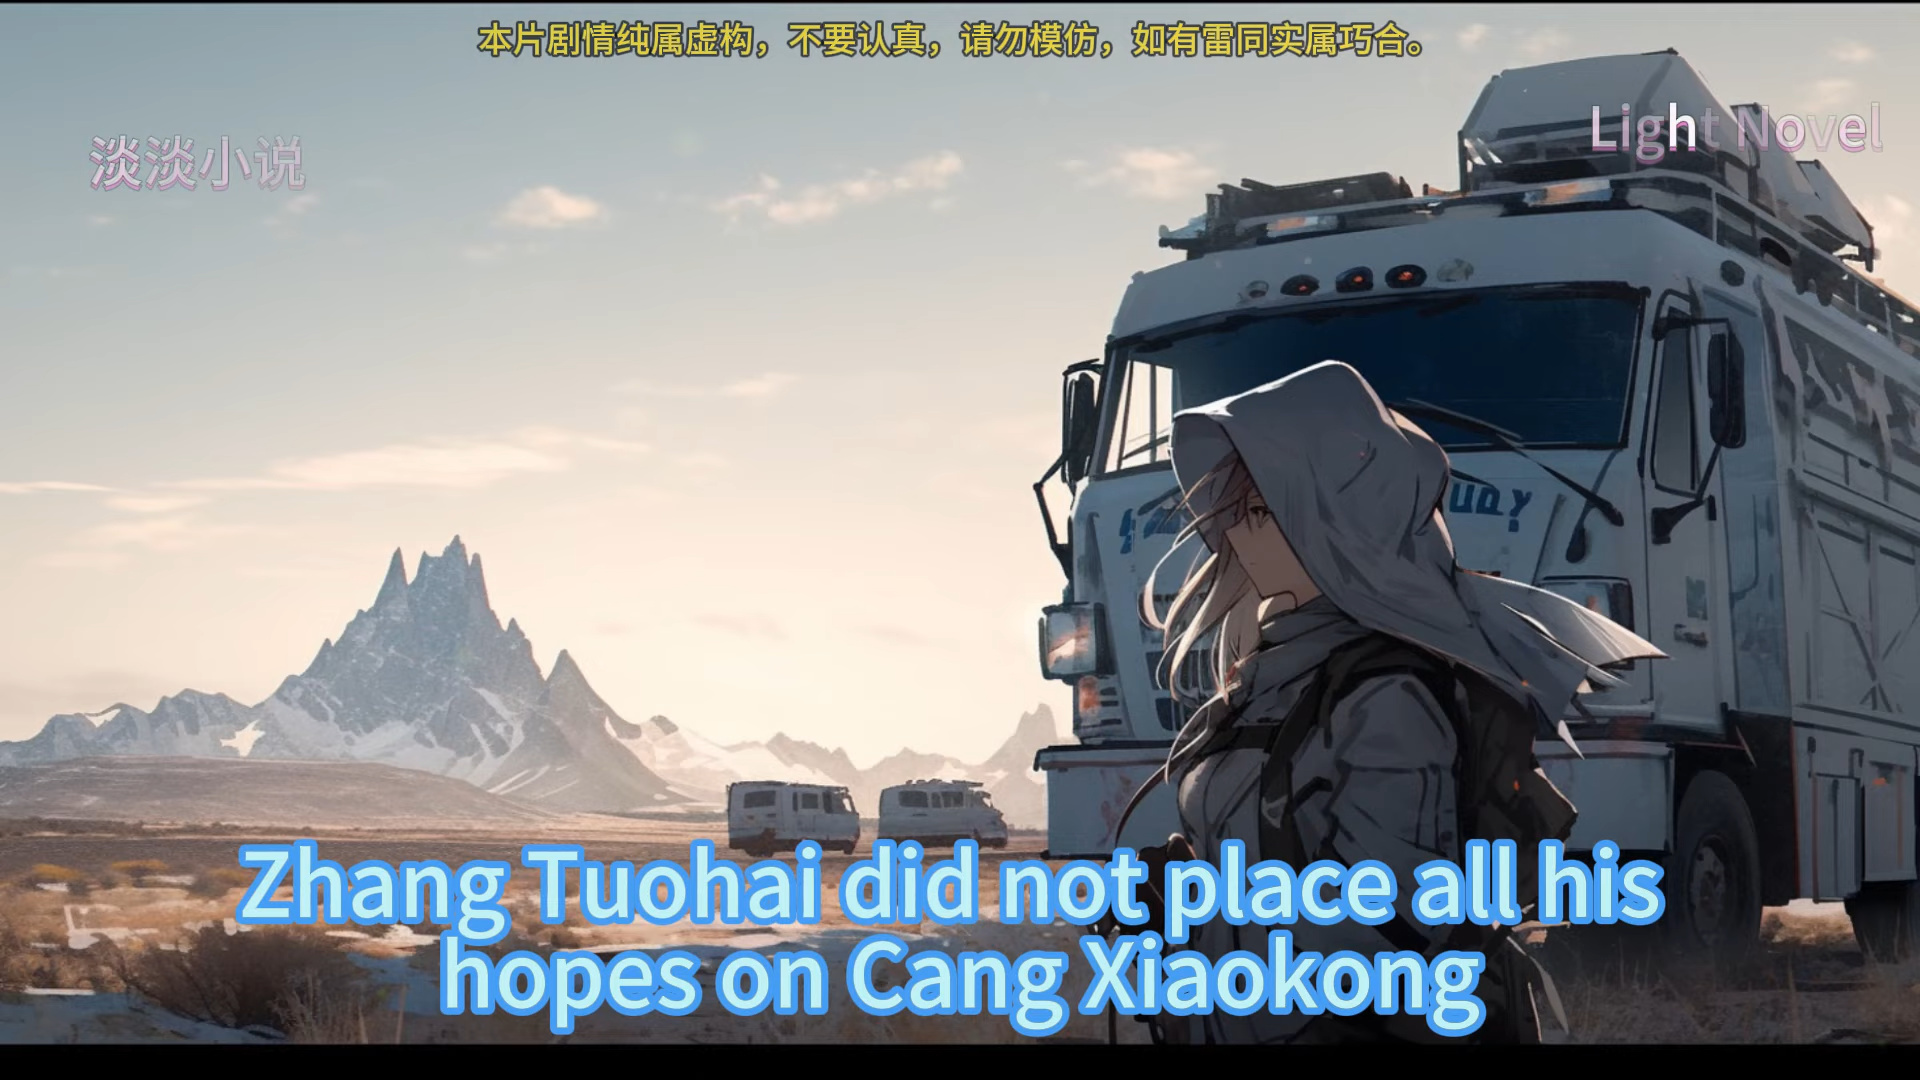 本片剧情纯属虚构，不要认真，请勿模仿，如有雷同实属巧合。
淡淡小说
Light Novel
Zhang Tuohai did not place all his
hopes on Cang Xiaokong